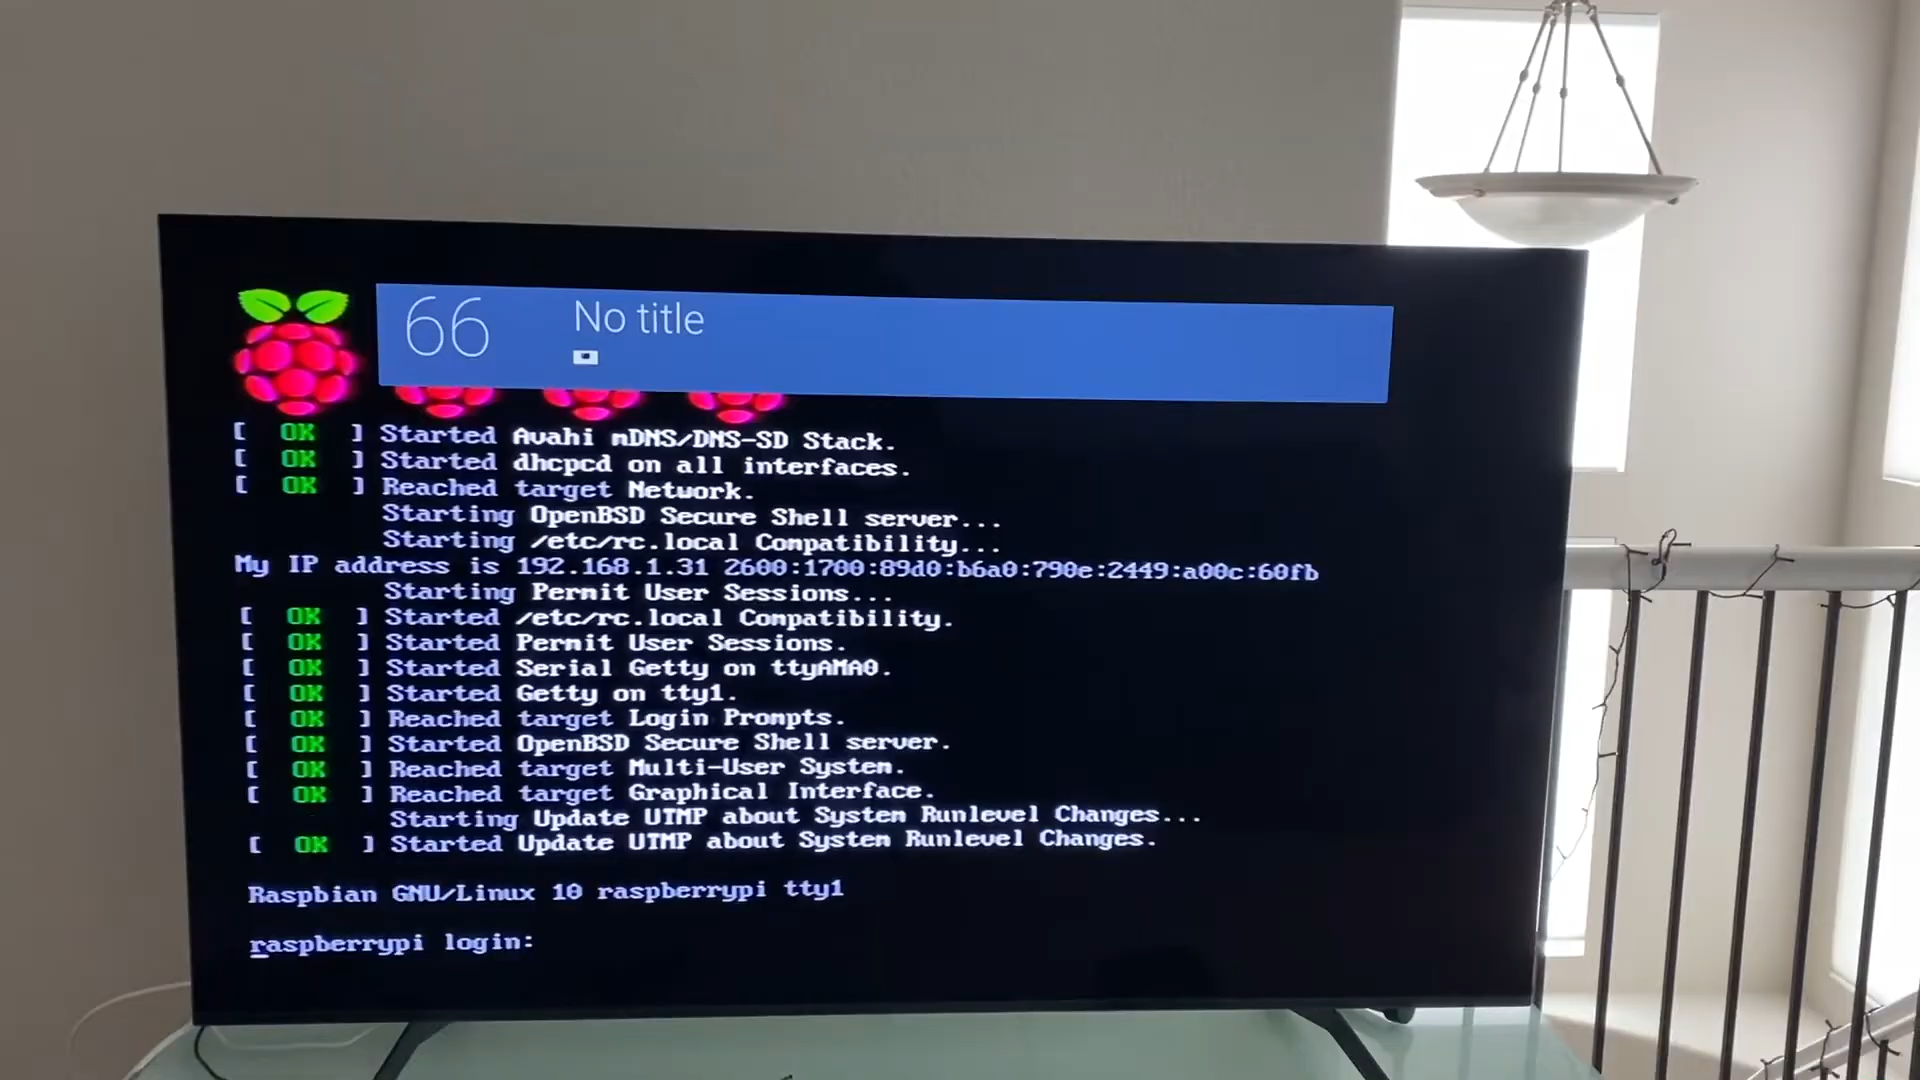 66 No title
[ OK ] Started Avahi mDNS/DNS-SD Stack.
[ OK ] Started dhcpcd on all interfaces.
[ OK ] Reached target Network.
Starting OpenBSD Secure Shell server...
Starting /etc/rc.local Compatibility...
My IP address is 192.168.1.31 2600:1700:89d0:b6a0:790e:2449:a00c:60fb
Starting Permit User Sessions...
[ OK ] Started /etc/rc.local Compatibility.
[ OK ] Started Permit User Sessions.
[ OK ] Started Serial Getty on ttyAMA0.
[ OK ] Started Getty on tty1.
[ OK ] Reached target Login Prompts.
[ OK ] Started OpenBSD Secure Shell server.
[ OK ] Reached target Multi-User System.
[ OK ] Reached target Graphical Interface.
Starting Update UTMP about System Runlevel Changes...
[ OK ] Started Update UTMP about System Runlevel Changes.
Raspbian GNU/Linux 10 raspberrypi tty1
raspberrypi login: